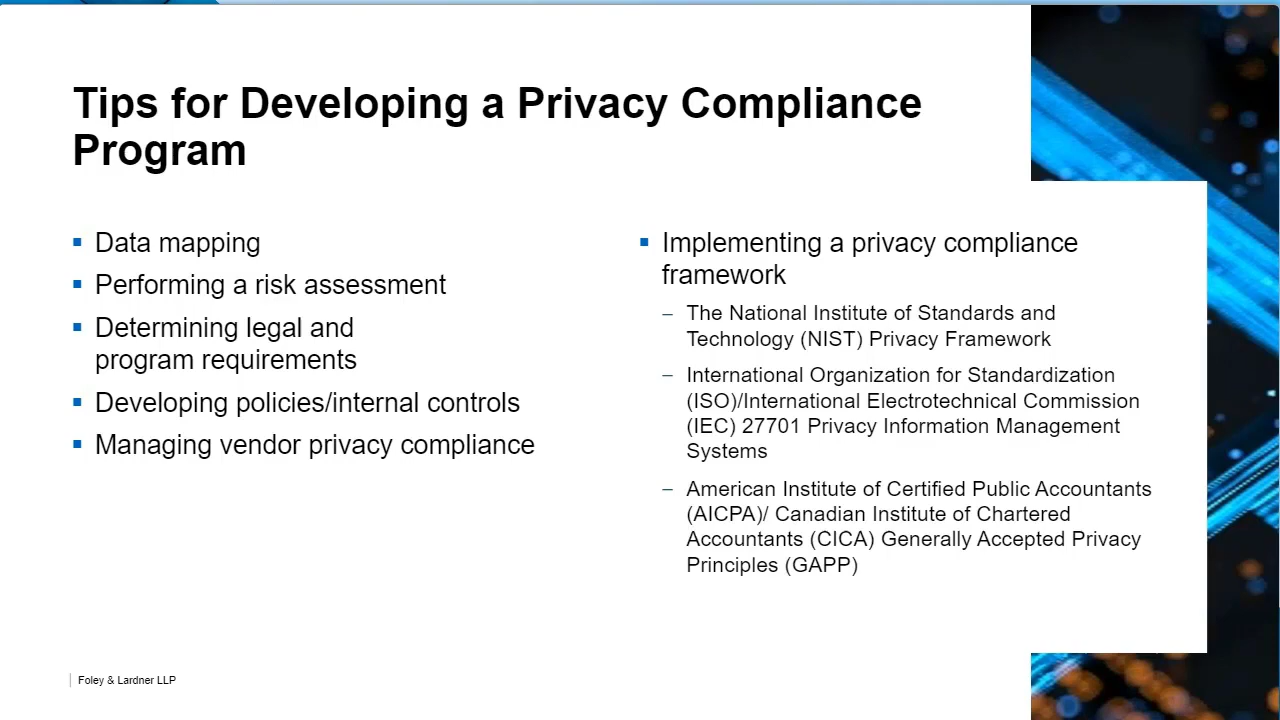 Tips for Developing a Privacy Compliance
Program
▪ Data mapping
▪ Performing a risk assessment
▪ Determining legal and
program requirements
▪ Developing policies/internal controls
▪ Managing vendor privacy compliance
▪ Implementing a privacy compliance
framework
– The National Institute of Standards and
Technology (NIST) Privacy Framework
– International Organization for Standardization
(ISO)/International Electrotechnical Commission
(IEC) 27701 Privacy Information Management
Systems
– American Institute of Certified Public Accountants
(AICPA)/ Canadian Institute of Chartered
Accountants (CICA) Generally Accepted Privacy
Principles (GAPP)
Foley & Lardner LLP